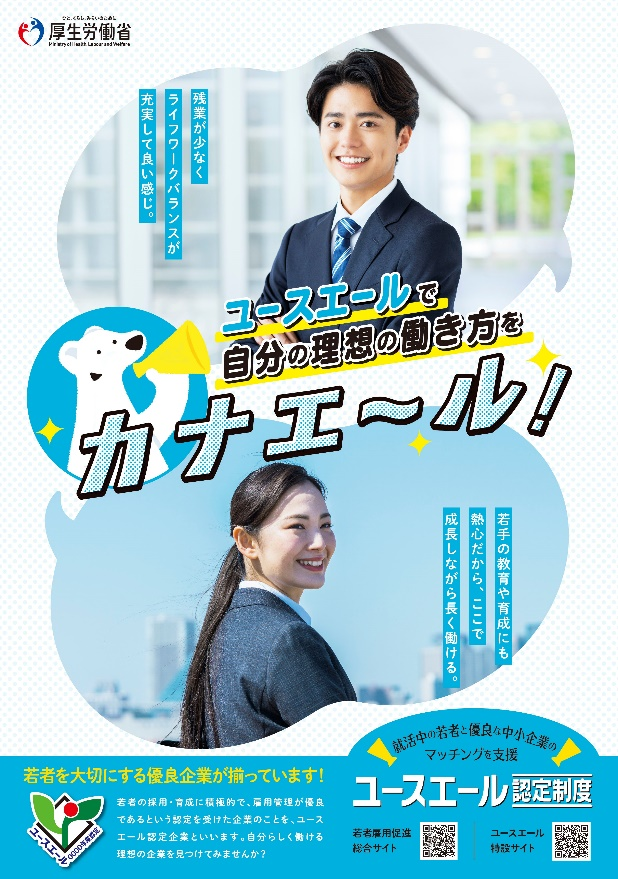 ひと、くらし、みらいのために
厚生労働省
Ministry of Health, Labour and Welfare
残業が少なく
ライフワークバランスが
充実して良い感じ。
ユースエールで
自分の理想の働き方を
カナエ〜ル!
若手の教育や育成にも
熱心だから、ここで
成長しながら長く働ける。
就活中の若者と優良な中小企業の
マッチングを支援
ユースエール認定制度
若者を大切にする優良企業が揃っています!
若者の採用・育成に積極的で、雇用管理が優良
であるという認定を受けた企業のことを、ユース
エール認定企業といいます。自分らしく働ける
理想の企業を見つけてみませんか?
ユースエール
若者雇用促進
総合サイト
ユースエール
特設サイト